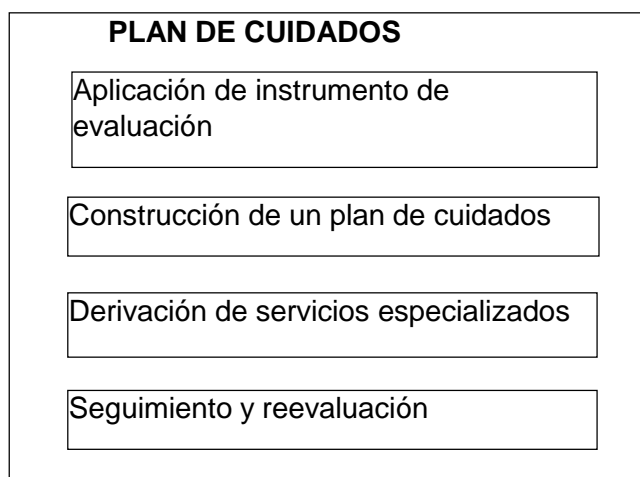 PLAN DE CUIDADOS
Aplicación de instrumento de
evaluación
Construcción de un plan de cuidados
Derivación de servicios especializados
Seguimiento y reevaluación